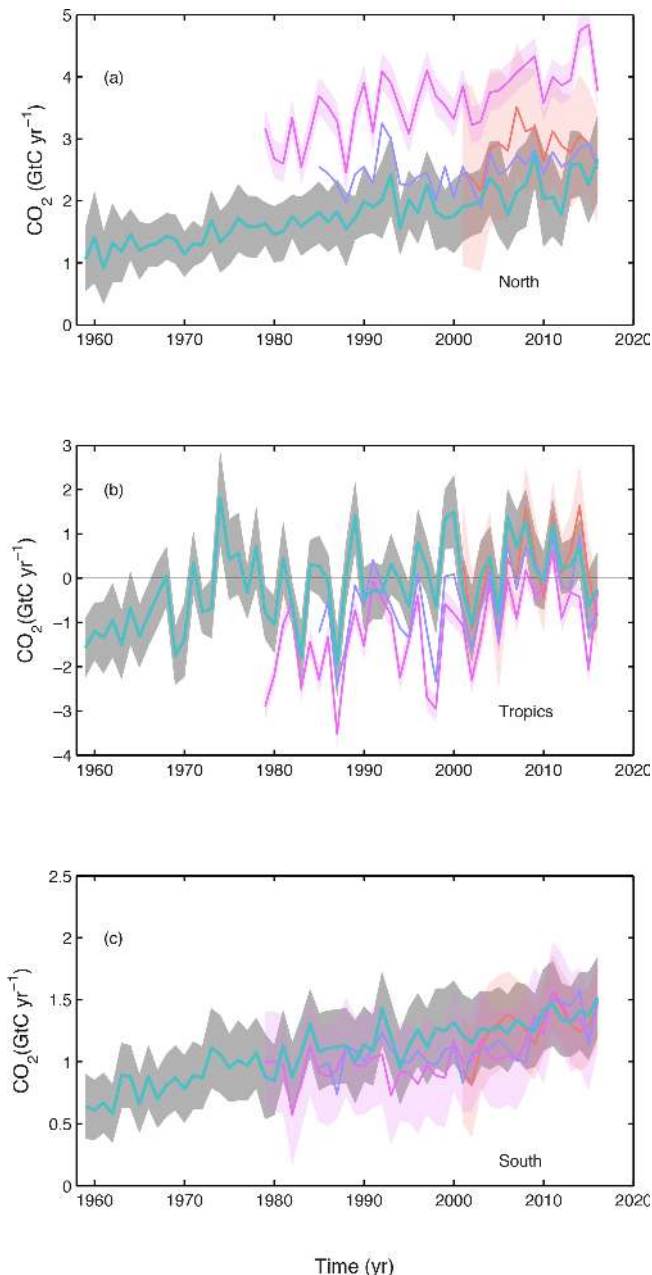 5
(a)
4
3
2
1
0
CO₂ (GtC yr⁻¹)
North
1960 1970 1980 1990 2000 2010 2020
3
(b)
2
1
0
−1
−2
−3
−4
CO₂(GtC yr⁻¹)
Tropics
1960 1970 1980 1990 2000 2010 2020
2.5
(c)
2
1.5
1
0.5
0
CO₂(GtC yr⁻¹)
South
1960 1970 1980 1990 2000 2010 2020
Time (yr)